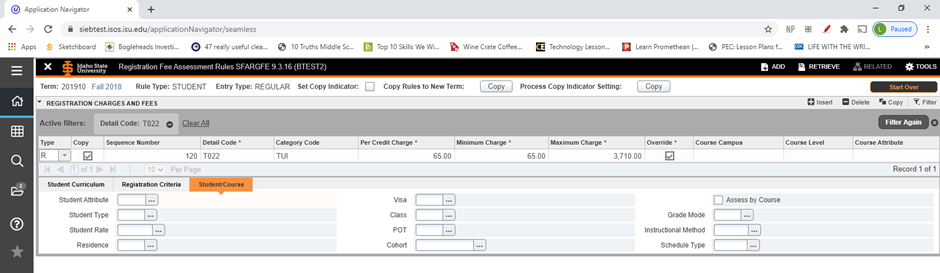 Application Navigator
siebtest.isos.isu.edu/applicationNavigator/seamless
NP
L Paused
Apps S Sketchboard Bogleheads Investi... 47 really useful clea... 10 Truths Middle Sc... Top 10 Skills We Wi... Wine Crate Coffee... CE Technology Lesson... Learn Promethean |... PEC: Lesson Plans f... LIFE WITH THE WRI... »
X Idaho State University Registration Fee Assessment Rules SFARGFE 9.3.16 (BTEST2) ADD RETRIEVE RELATED TOOLS
Term: 201910 Fall 2018 Rule Type: STUDENT Entry Type: REGULAR Set Copy Indicator: Copy Rules to New Term: Copy Process Copy Indicator Setting: Copy Start Over
REGISTRATION CHARGES AND FEES Insert Delete Copy Filter
Active filters: Detail Code: T022 Clear All Filter Again
Type Copy Sequence Number Detail Code * Category Code Per Credit Charge * Minimum Charge * Maximum Charge * Override * Course Campus Course Level Course Attribute
R 120 T022 TUI 65.00 65.00 3,710.00
1 of 1 10 Per Page Record 1 of 1
Student Curriculum Registration Criteria Student/Course
Student Attribute ... Visa ... Assess by Course
Student Type ... Class ... Grade Mode ...
Student Rate ... POT ... Instructional Method ...
Residence ... Cohort ... Schedule Type ...